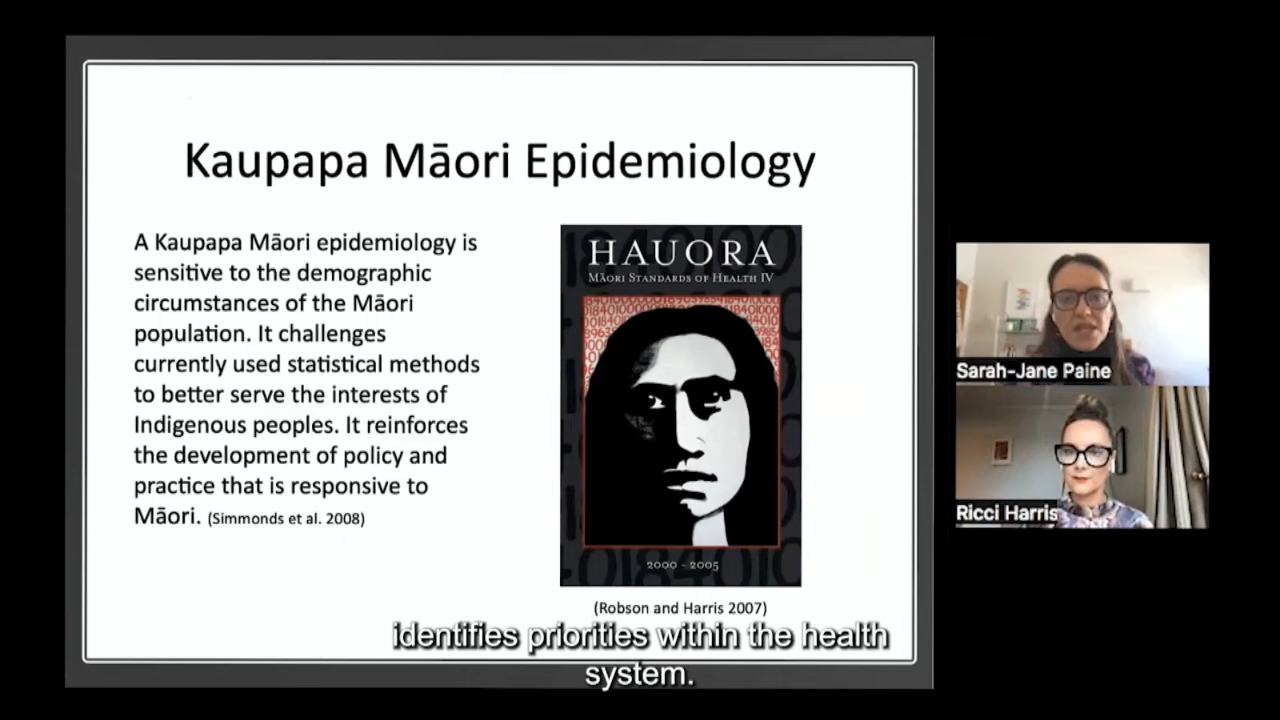 Kaupapa Māori Epidemiology
A Kaupapa Māori epidemiology is
sensitive to the demographic
circumstances of the Māori
population. It challenges
currently used statistical methods
to better serve the interests of
Indigenous peoples. It reinforces
the development of policy and
practice that is responsive to
Māori. (Simmonds et al. 2008)
HAUORA
MĀORI STANDARDS OF HEALTH IV
2000 - 2005
(Robson and Harris 2007)
Sarah-Jane Paine
Ricci Harris
identifies priorities within the health
system.